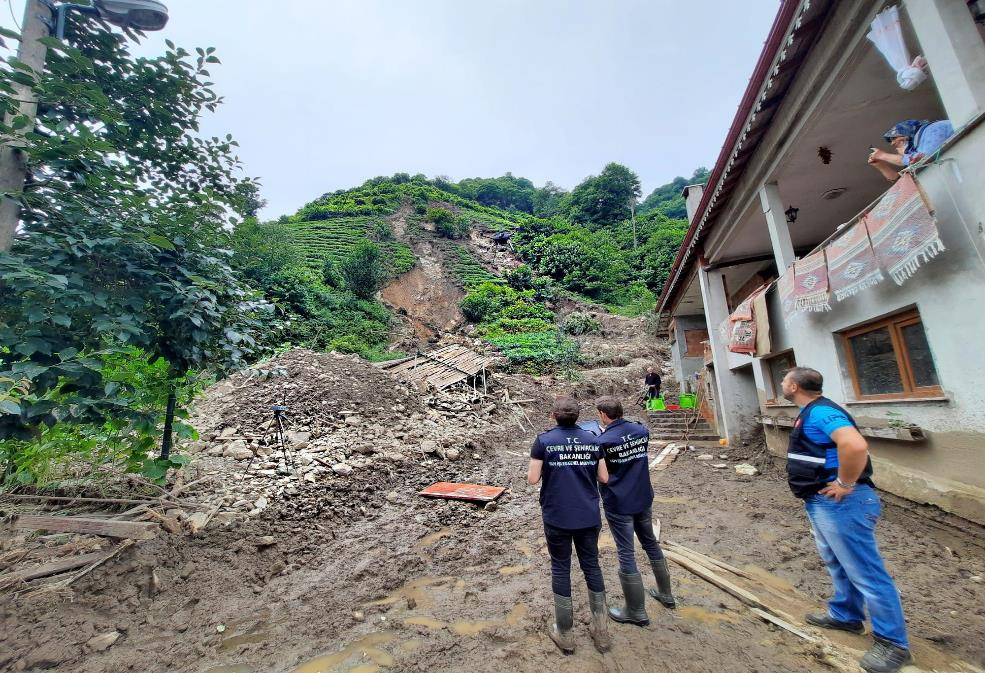 T.C.
ÇEVRE VE ŞEHİRCİLİK
BAKANLIĞI
T.C.
ÇEVRE VE ŞEHİRCİLİK
BAKANLIĞI